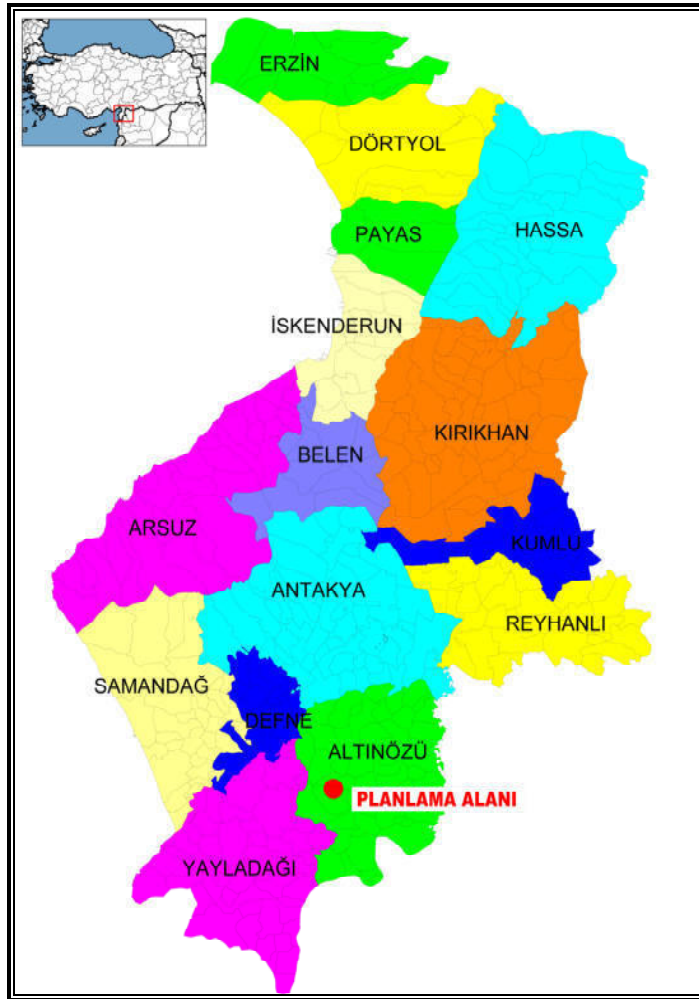 ERZİN
DÖRTYOL
PAYAS
HASSA
İSKENDERUN
KIRIKHAN
BELEN
ARSUZ
KUMLU
ANTAKYA
REYHANLI
SAMANDAĞ
DEFNE
ALTINÖZÜ
PLANLAMA ALANI
YAYLADAĞI